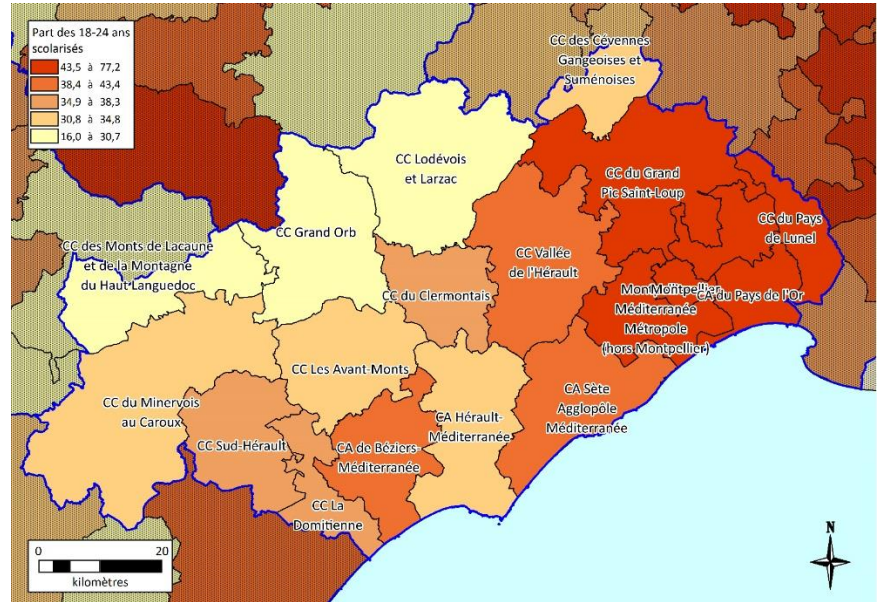 Part des 18-24 ans
scolarisés
43,5 à 77,2
38,4 à 43,4
34,9 à 38,3
30,8 à 34,8
16,0 à 30,7
CC des Cévennes
Gangeoises et
Suménoises
CC Lodévois
et Larzac
CC du Grand
Pic Saint-Loup
CC du Pays
de Lunel
CC Grand Orb
CC des Monts de Lacaune
et de la Montagne
du Haut Languedoc
CC Vallée
de l'Hérault
CC du Clermontais
Montpellier
Méditerranée
Métropole
(hors Montpellier)
CA du Pays de l'Or
CC Les Avant-Monts
CC du Minervois
au Caroux
CA Sète
Agglopôle
Méditerranée
CA Hérault-
Méditerranée
CC Sud-Hérault
CA de Béziers-
Méditerranée
CC La
Domitienne
N
0 20
kilomètres